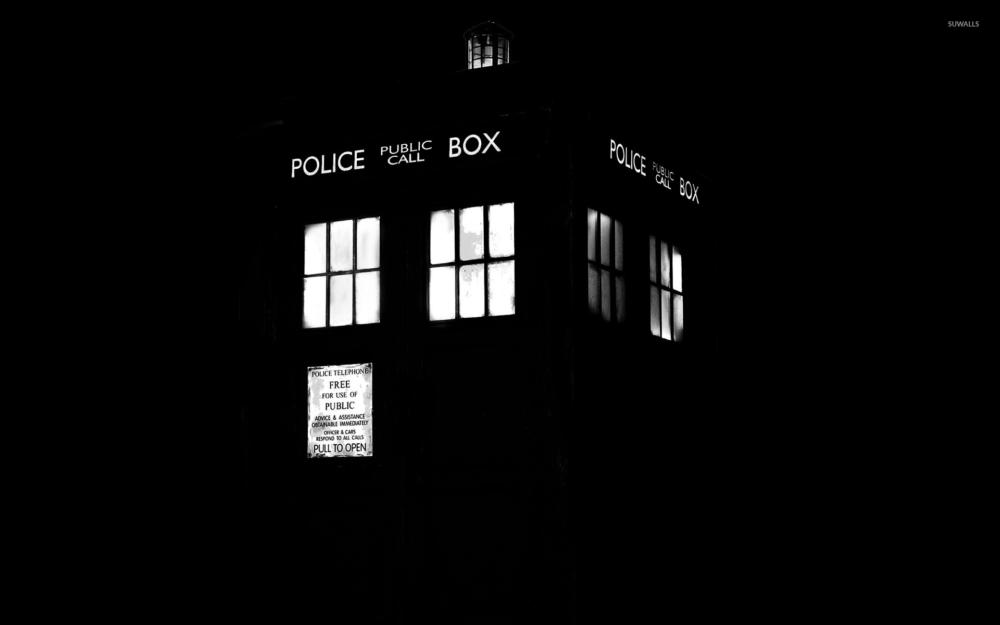 SUWALLS
POLICE PUBLIC CALL BOX
POLICE PUBLIC CALL BOX
POLICE TELEPHONE
FREE
FOR USE OF
PUBLIC
ADVICE & ASSISTANCE
OBTAINABLE IMMEDIATELY
OFFICER & CARS
RESPOND TO ALL CALLS
PULL TO OPEN